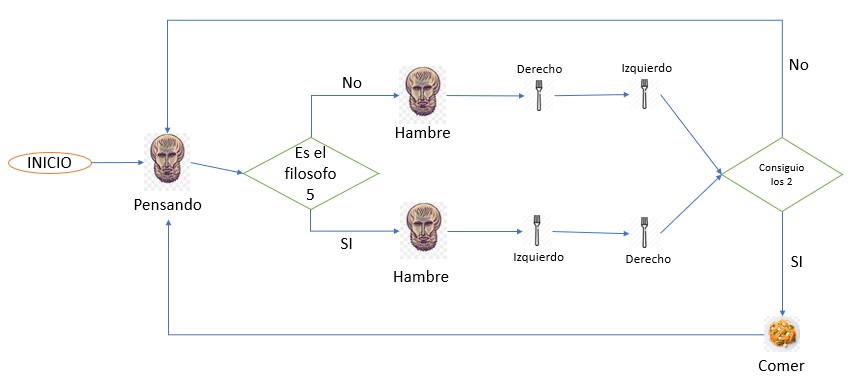 INICIO
Pensando
Es el
filosofo
5
No
Hambre
Derecho
Izquierdo
SI
Hambre
Izquierdo
Derecho
Consiguio
los 2
No
SI
Comer